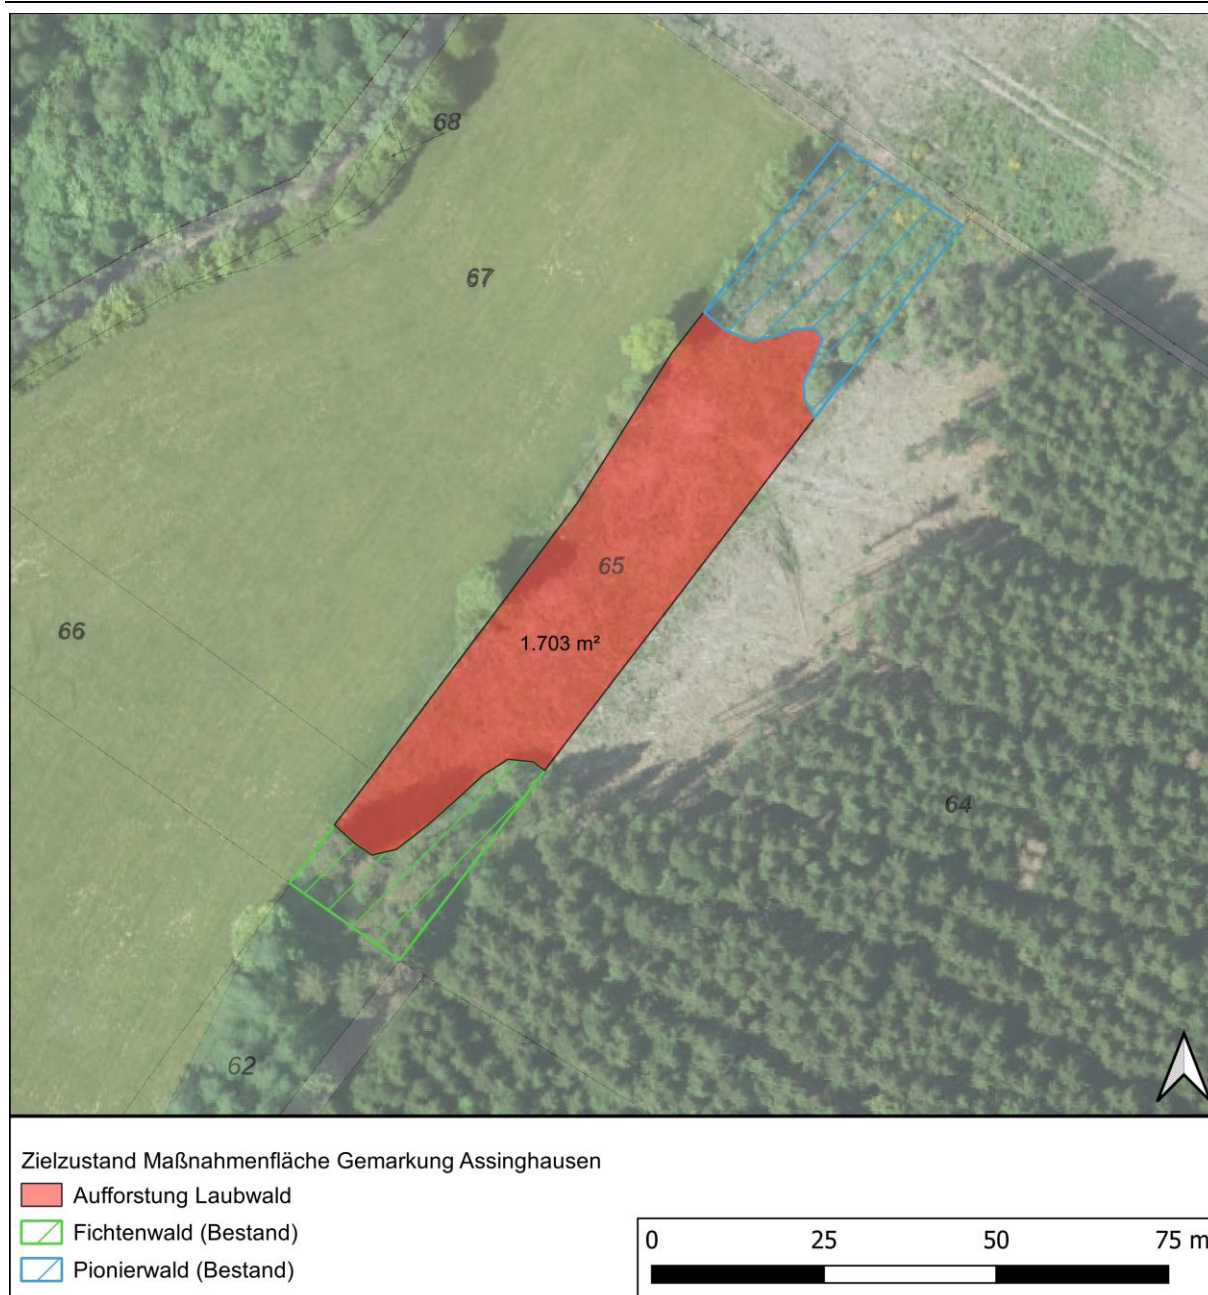 68
67
65
66
1.703 m²
64
62
Zielzustand Maßnahmenfläche Gemarkung Assinghausen
Aufforstung Laubwald
Fichtenwald (Bestand)
Pionierwald (Bestand)
0 25 50 75 m